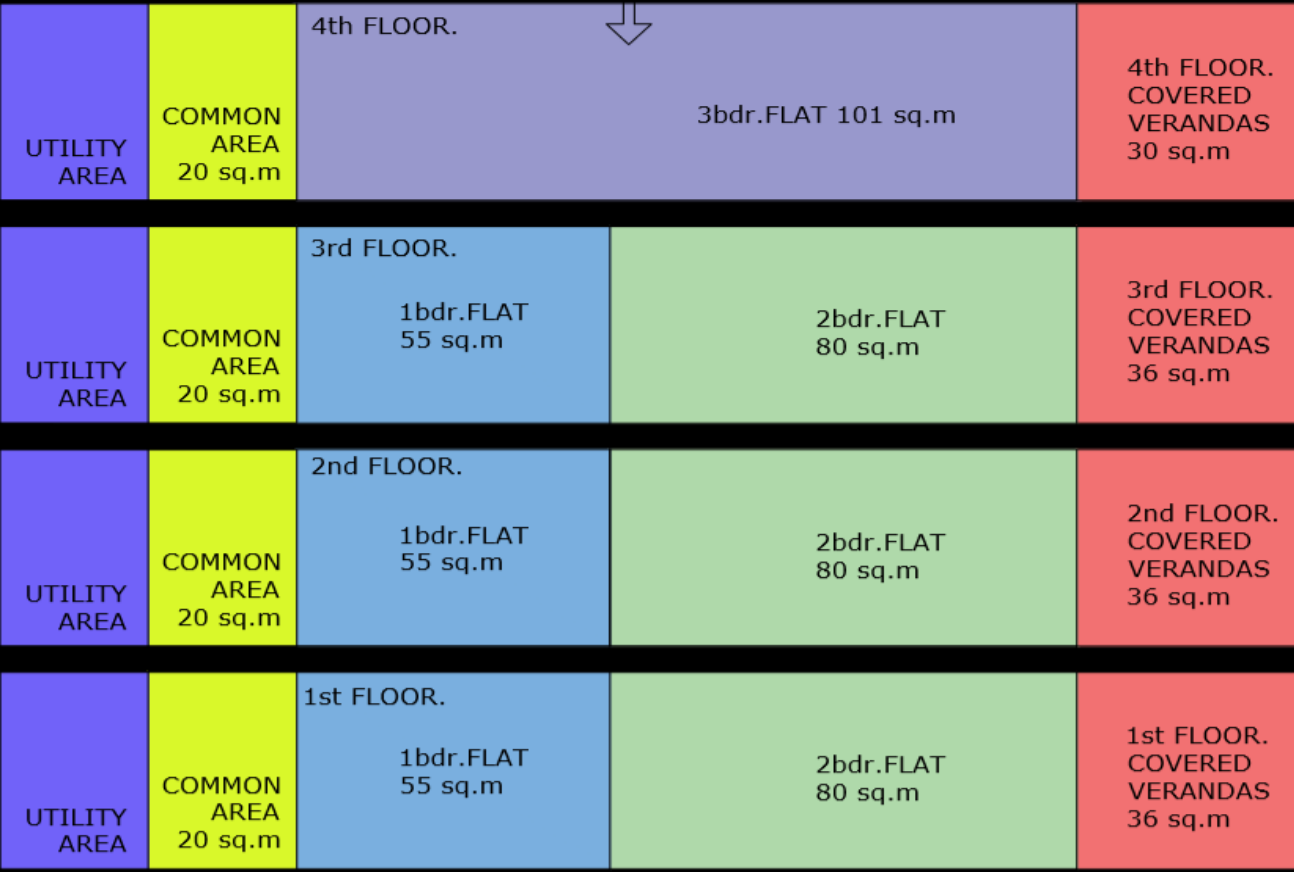 4th FLOOR.
UTILITY
AREA
COMMON
AREA
20 sq.m
3bdr.FLAT 101 sq.m
4th FLOOR.
COVERED
VERANDAS
30 sq.m
3rd FLOOR.
UTILITY
AREA
COMMON
AREA
20 sq.m
1bdr.FLAT
55 sq.m
2bdr.FLAT
80 sq.m
3rd FLOOR.
COVERED
VERANDAS
36 sq.m
2nd FLOOR.
UTILITY
AREA
COMMON
AREA
20 sq.m
1bdr.FLAT
55 sq.m
2bdr.FLAT
80 sq.m
2nd FLOOR.
COVERED
VERANDAS
36 sq.m
1st FLOOR.
UTILITY
AREA
COMMON
AREA
20 sq.m
1bdr.FLAT
55 sq.m
2bdr.FLAT
80 sq.m
1st FLOOR.
COVERED
VERANDAS
36 sq.m